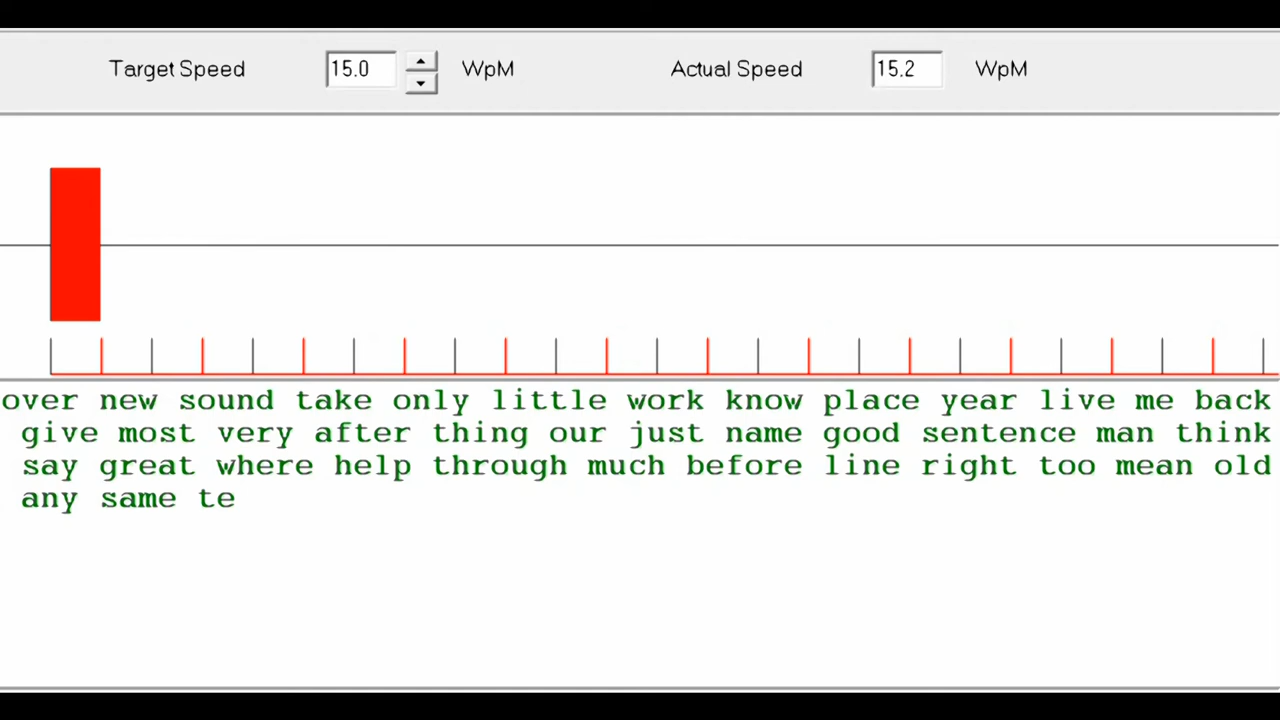 Target Speed 15.0 WpM Actual Speed 15.2 WpM
over new sound take only little work know place year live me back
give most very after thing our just name good sentence man think
say great where help through much before line right too mean old
any same te